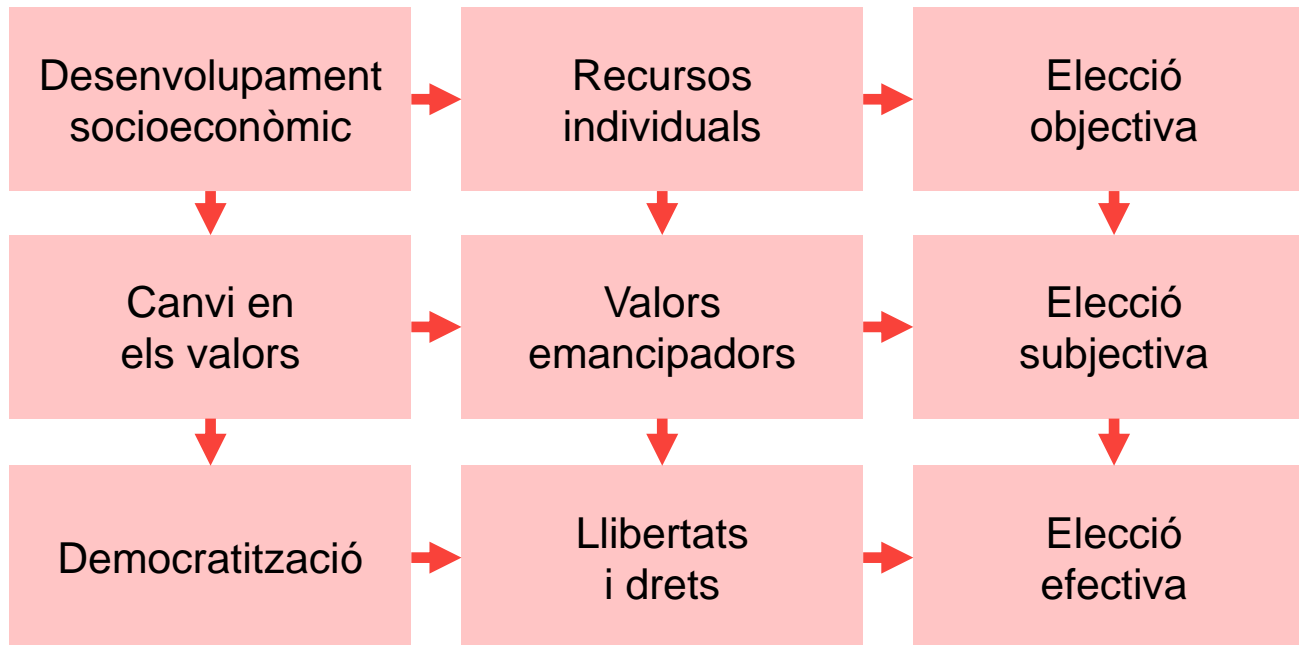 Desenvolupament
socioeconòmic
Recursos
individuals
Elecció
objectiva
Canvi en
els valors
Valors
emancipadors
Elecció
subjectiva
Democratització
Llibertats
i drets
Elecció
efectiva